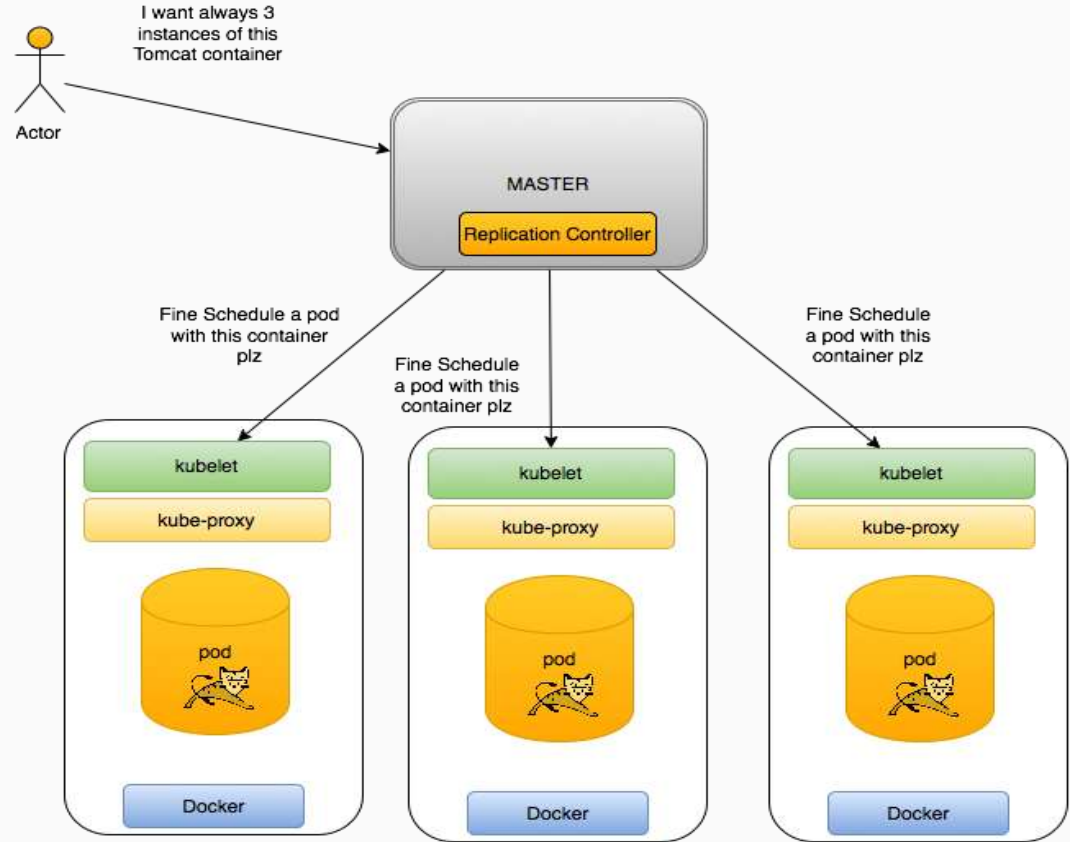 I want always 3
instances of this
Tomcat container
Actor
MASTER
Replication Controller
Fine Schedule a pod
with this container
plz
Fine Schedule
a pod with this
container plz
Fine Schedule
a pod with this
container plz
kubelet
kube-proxy
pod
Docker
kubelet
kube-proxy
pod
Docker
kubelet
kube-proxy
pod
Docker